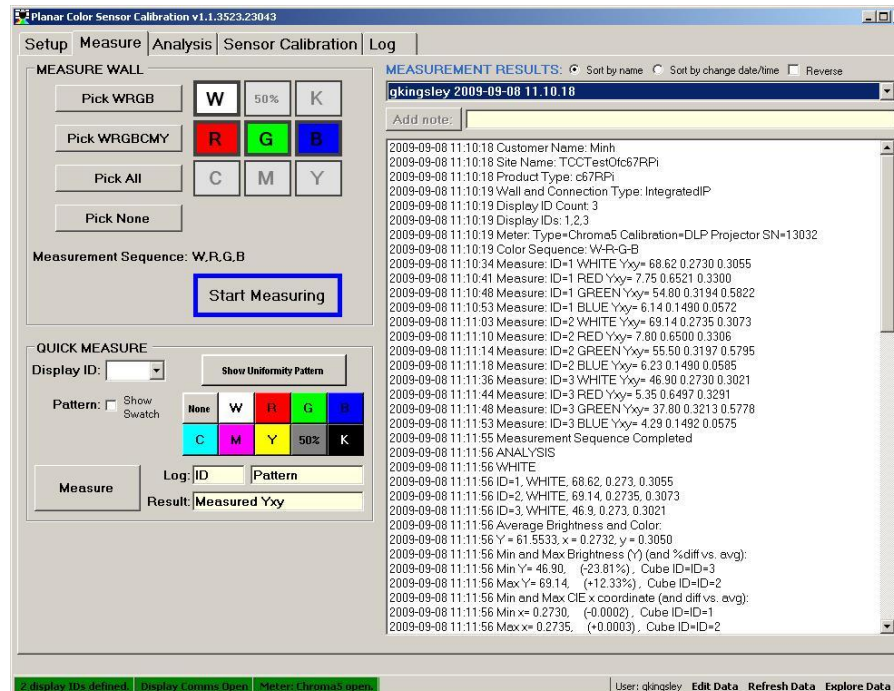 Planar Color Sensor Calibration v1.1.3523.23043
Setup Measure Analysis Sensor Calibration Log
MEASURE WALL
Pick WRGB W 50% K
Pick WRGBCMY R G B
Pick All C M Y
Pick None
Measurement Sequence: W,R,G,B
Start Measuring
QUICK MEASURE
Display ID:
Show Uniformity Pattern
Pattern: Show Swatch
None W R G B
C M Y 50% K
Measure
Log: ID Pattern
Result: Measured Yxy
MEASUREMENT RESULTS: Sort by name Sort by change date/time Reverse
gkingsley 2009-09-08 11.10.18
Add note:
2009-09-08 11:10:18 Customer Name: Minh
2009-09-08 11:10:18 Site Name: TCCTestOfc67RPi
2009-09-08 11:10:18 Product Type: c67RPi
2009-09-08 11:10:19 Wall and Connection Type: IntegratedIP
2009-09-08 11:10:19 Display ID Count: 3
2009-09-08 11:10:19 Display IDs: 1,2,3
2009-09-08 11:10:19 Meter: Type=Chroma5 Calibration=DLP Projector SN=13032
2009-09-08 11:10:19 Color Sequence: W-R-G-B
2009-09-08 11:10:34 Measure: ID=1 WHITE Yxy= 68.62 0.2730 0.3055
2009-09-08 11:10:41 Measure: ID=1 RED Yxy= 7.75 0.6521 0.3300
2009-09-08 11:10:48 Measure: ID=1 GREEN Yxy= 54.80 0.3194 0.5822
2009-09-08 11:10:53 Measure: ID=1 BLUE Yxy= 6.14 0.1490 0.0572
2009-09-08 11:11:03 Measure: ID=2 WHITE Yxy= 69.14 0.2735 0.3073
2009-09-08 11:11:10 Measure: ID=2 RED Yxy= 7.80 0.6500 0.3306
2009-09-08 11:11:14 Measure: ID=2 GREEN Yxy= 55.50 0.3197 0.5795
2009-09-08 11:11:18 Measure: ID=2 BLUE Yxy= 6.23 0.1490 0.0585
2009-09-08 11:11:36 Measure: ID=3 WHITE Yxy= 46.90 0.2730 0.3021
2009-09-08 11:11:44 Measure: ID=3 RED Yxy= 5.35 0.6497 0.3291
2009-09-08 11:11:48 Measure: ID=3 GREEN Yxy= 37.80 0.3213 0.5778
2009-09-08 11:11:53 Measure: ID=3 BLUE Yxy= 4.29 0.1492 0.0575
2009-09-08 11:11:55 Measurement Sequence Completed
2009-09-08 11:11:56 ANALYSIS
2009-09-08 11:11:56 WHITE
2009-09-08 11:11:56 ID=1, WHITE, 68.62, 0.273, 0.3055
2009-09-08 11:11:56 ID=2, WHITE, 69.14, 0.2735, 0.3073
2009-09-08 11:11:56 ID=3, WHITE, 46.9, 0.273, 0.3021
2009-09-08 11:11:56 Average Brightness and Color:
2009-09-08 11:11:56 Y = 61.5533, x = 0.2732, y = 0.3050
2009-09-08 11:11:56 Min and Max Brightness (Y) (and %diff vs. avg):
2009-09-08 11:11:56 Min Y= 46.90, (-23.81%) , Cube ID=ID=3
2009-09-08 11:11:56 Max Y= 69.14, (+12.33%) , Cube ID=ID=2
2009-09-08 11:11:56 Min and Max CIE x coordinate (and diff vs. avg):
2009-09-08 11:11:56 Min x= 0.2730, (-0.0002) , Cube ID=ID=1
2009-09-08 11:11:56 Max x= 0.2735, (+0.0003) , Cube ID=ID=2
2 display IDs defined. Display Comms Open Meter: Chroma5 open. User: gkingsley Edit Data Refresh Data Explore Data